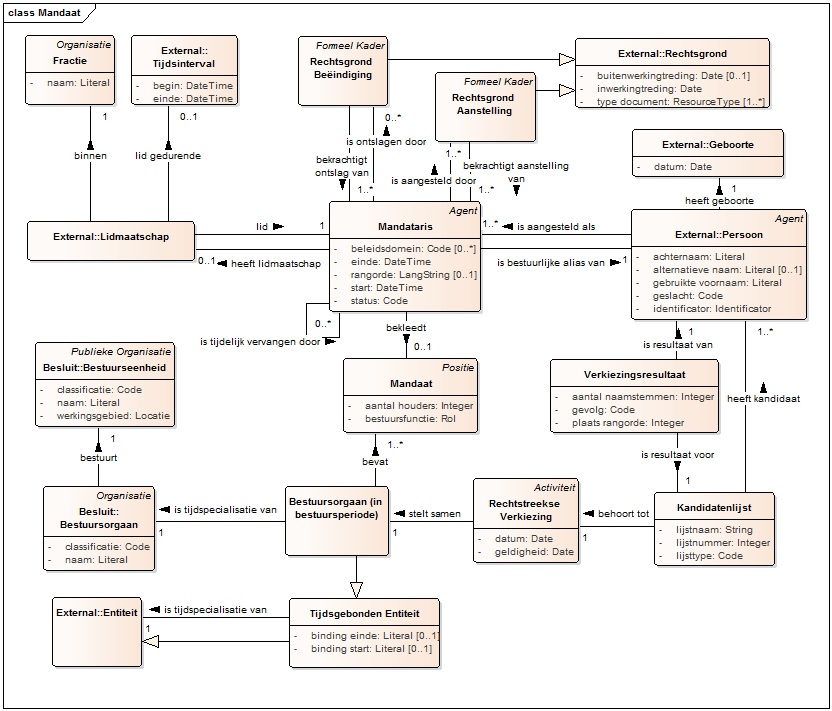 class Mandaat
Organisatie
Fractie
- naam: Literal
External::
Tijdsinterval
- begin: DateTime
- einde: DateTime
Formeel Kader
Rechtsgrond
Beëindiging
Formeel Kader
Rechtsgrond
Aanstelling
External::Rechtsgrond
- buitenwerkingtreding: Date [0..1]
- inwerkingtreding: Date
- type document: ResourceType [1..*]
External::Geboorte
- datum: Date
1
binnen
0..1
lid gedurende
0..*
is ontslagen door
bekrachtigt
ontslag van
1..*
1..*
is aangesteld door
bekrachtigt aanstelling
van
1..*
1
heeft geboorte
External::Lidmaatschap
lid
1
0..1
heeft lidmaatschap
Agent
Mandataris
- beleidsdomein: Code [0..*]
- einde: DateTime
- rangorde: LangString [0..1]
- start: DateTime
- status: Code
1..*
is aangesteld als
is bestuurlijke alias van
1
Agent
External::Persoon
- achternaam: Literal
- alternatieve naam: Literal [0..1]
- gebruikte voornaam: Literal
- geslacht: Code
- identificator: Identificator
0..*
is tijdelijk vervangen door
bekleedt
0..1
1
is resultaat van
1..*
heeft kandidaat
Publieke Organisatie
Besluit::Bestuurseenheid
- classificatie: Code
- naam: Literal
- werkingsgebied: Locatie
Positie
Mandaat
- aantal houders: Integer
- bestuursfunctie: Rol
Verkiezingsresultaat
- aantal naamstemmen: Integer
- gevolg: Code
- plaats rangorde: Integer
1
bestuurt
1..*
bevat
is resultaat voor
1
Organisatie
Besluit::
Bestuursorgaan
- classificatie: Code
- naam: Literal
is tijdspecialisatie van
1
Bestuursorgaan (in
bestuursperiode)
stelt samen
1
Activiteit
Rechtstreekse
Verkiezing
- datum: Date
- geldigheid: Date
behoort tot
1
Kandidatenlijst
- lijstnaam: String
- lijstnummer: Integer
- lijsttype: Code
External::Entiteit
is tijdspecialisatie van
1
Tijdsgebonden Entiteit
- binding einde: Literal [0..1]
- binding start: Literal [0..1]